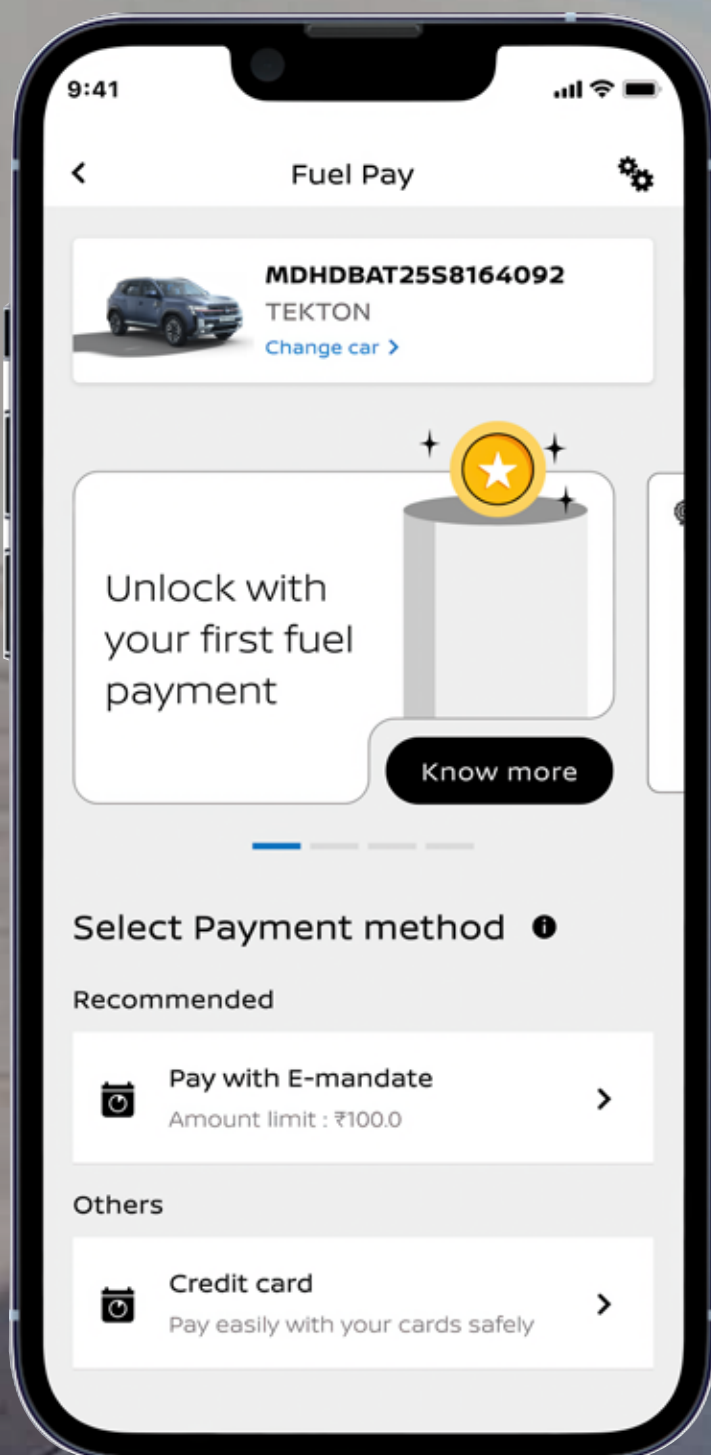 9:41
Fuel Pay
MDHDBAT25S8164092
TEKTON
Change car >
Unlock with
your first fuel
payment
Know more
Select Payment method
Recommended
Pay with E-mandate
Amount limit : ₹100.0
Others
Credit card
Pay easily with your cards safely